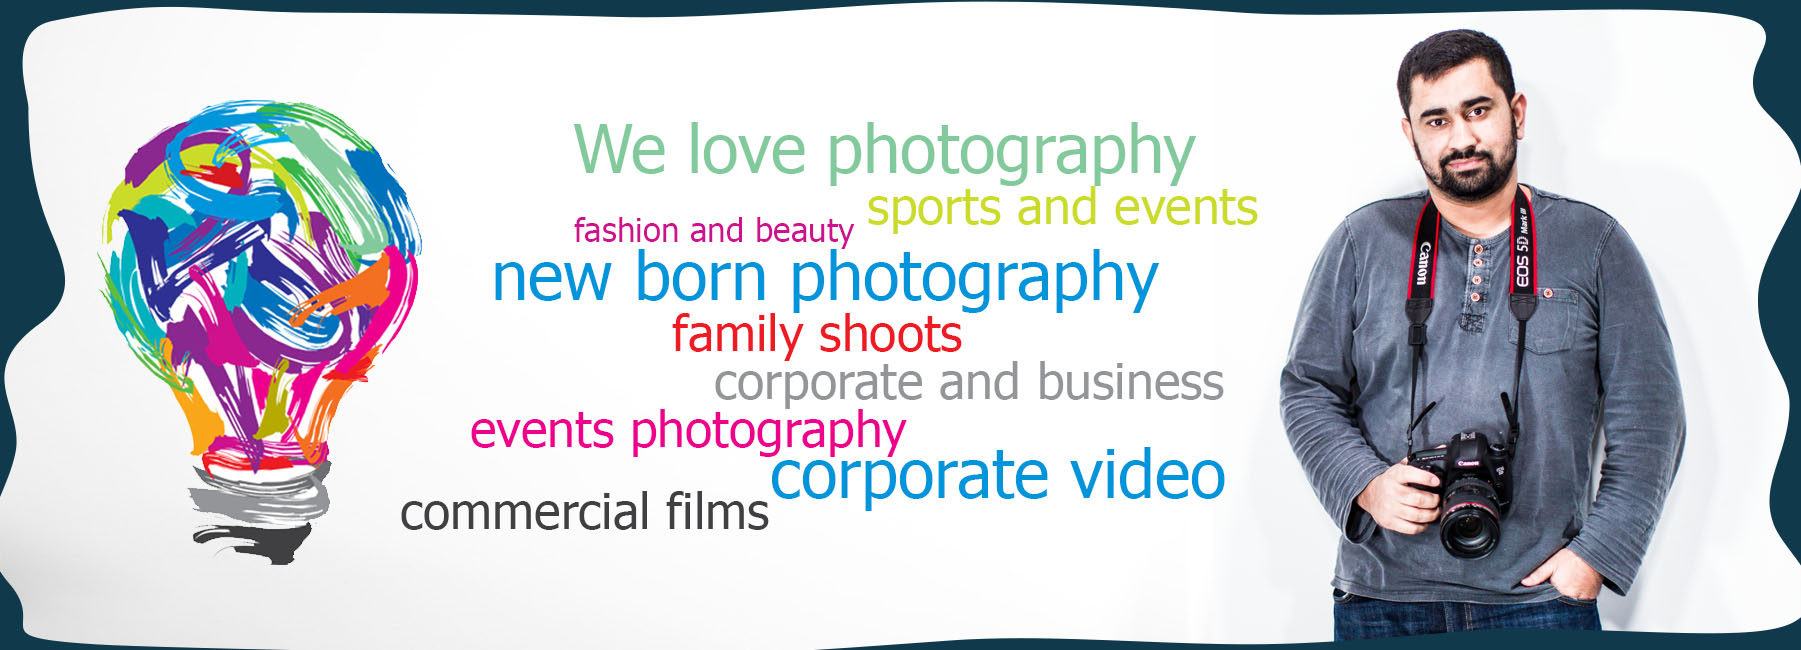 We love photography
sports and events
fashion and beauty
new born photography
family shoots
corporate and business
events photography
corporate video
commercial films
Canon
EOS 5D Mark III
Canon